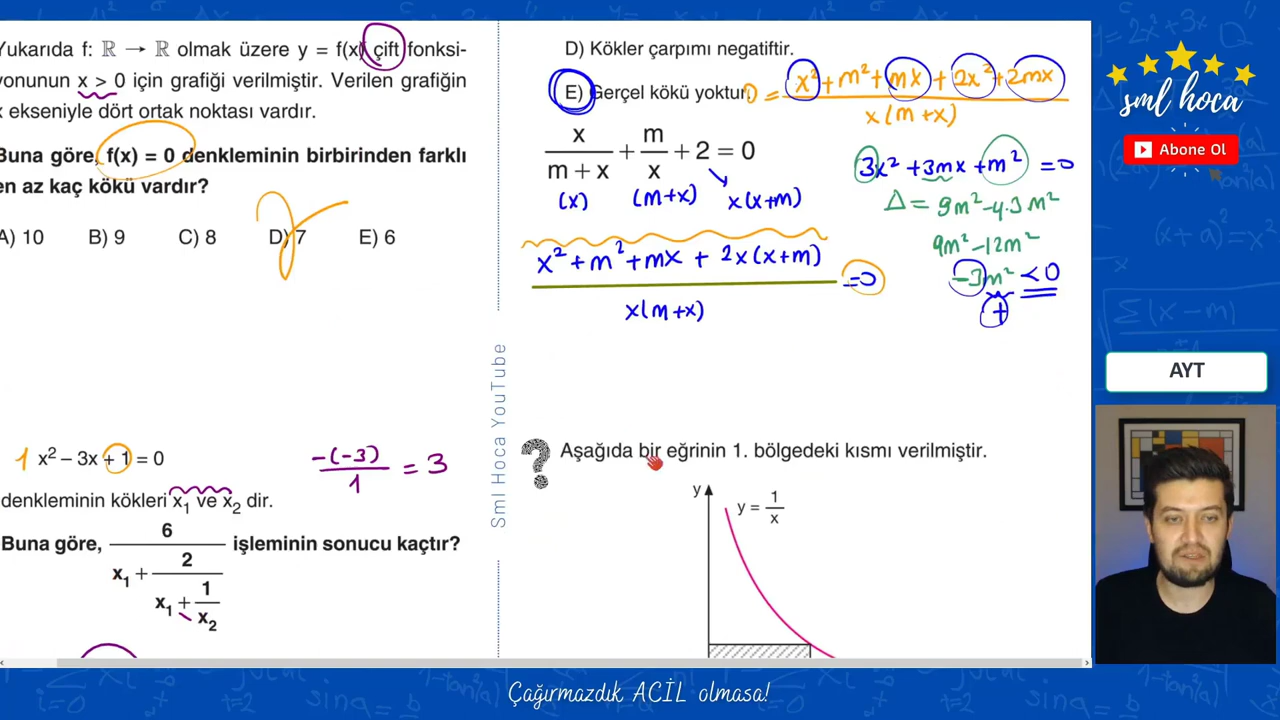 Yukarıda f: ℝ → ℝ olmak üzere y = f(x) çift fonksi-
yonunun x > 0 için grafiği verilmiştir. Verilen grafiğin
x ekseniyle dört ortak noktası vardır.
Buna göre, f(x) = 0 denkleminin birbirinden farklı
en az kaç kökü vardır?
A) 10 B) 9 C) 8 D) 7 E) 6
1 x² – 3x + 1 = 0
-(-3)/1 = 3
denkleminin kökleri x₁ ve x₂ dir.
Buna göre, 6/(x₁ + 2/(x₁ + 1/x₂)) işleminin sonucu kaçtır?
Sml Hoca YouTube
D) Kökler çarpımı negatiftir.
E) Gerçel kökü yoktur.
0 = (x² + m² + mx + 2x² + 2mx)/(x(m+x))
x/(m + x) + m/x + 2 = 0
(x) (m+x) x(x+m)
(x² + m² + mx + 2x(x+m))/(x(m+x)) = 0
3x² + 3mx + m² = 0
Δ = 9m² - 4.3m²
9m² - 12m²
-3m² < 0
+
? Aşağıda bir eğrinin 1. bölgedeki kısmı verilmiştir.
y
y = 1/x
sml hoca
Abone Ol
AYT
Çağırmazdık ACİL olmasa!